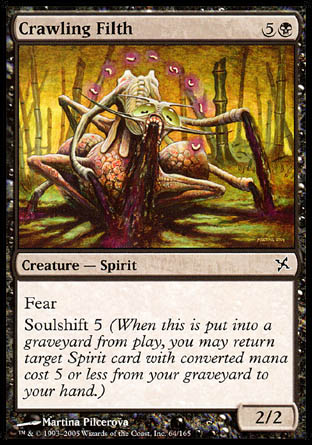 Crawling Filth 5
Creature — Spirit
Fear
Soulshift 5 (When this is put into a
graveyard from play, you may return
target Spirit card with converted mana
cost 5 or less from your graveyard to
your hand.)
Martina Pilcerova
2/2
™ & © 1993–2005 Wizards of the Coast, Inc. 64/165